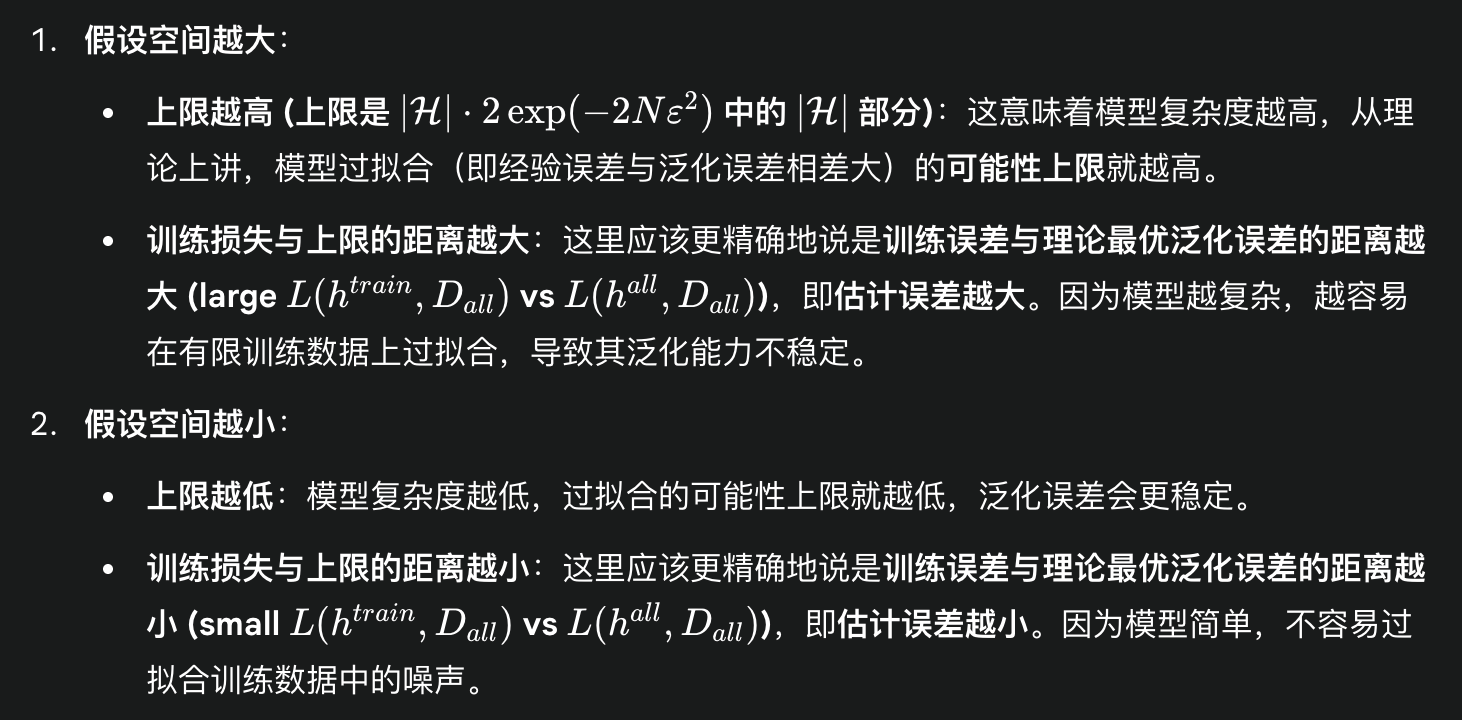 1. 假设空间越大：
• 上限越高 (上限是 |ℋ| · 2 exp(−2Nε²) 中的 |ℋ| 部分)：这意味着模型复杂度越高，从理
论上讲，模型过拟合（即经验误差与泛化误差相差大）的可能性上限就越高。
• 训练损失与上限的距离越大：这里应该更精确地说是训练误差与理论最优泛化误差的距离越
大 (large L(h^{train}, D_{all}) vs L(h^{all}, D_{all}))，即估计误差越大。因为模型越复杂，越容易
在有限训练数据上过拟合，导致其泛化能力不稳定。
2. 假设空间越小：
• 上限越低：模型复杂度越低，过拟合的可能性上限就越低，泛化误差会更稳定。
• 训练损失与上限的距离越小：这里应该更精确地说是训练误差与理论最优泛化误差的距离越
小 (small L(h^{train}, D_{all}) vs L(h^{all}, D_{all}))，即估计误差越小。因为模型简单，不容易过
拟合训练数据中的噪声。